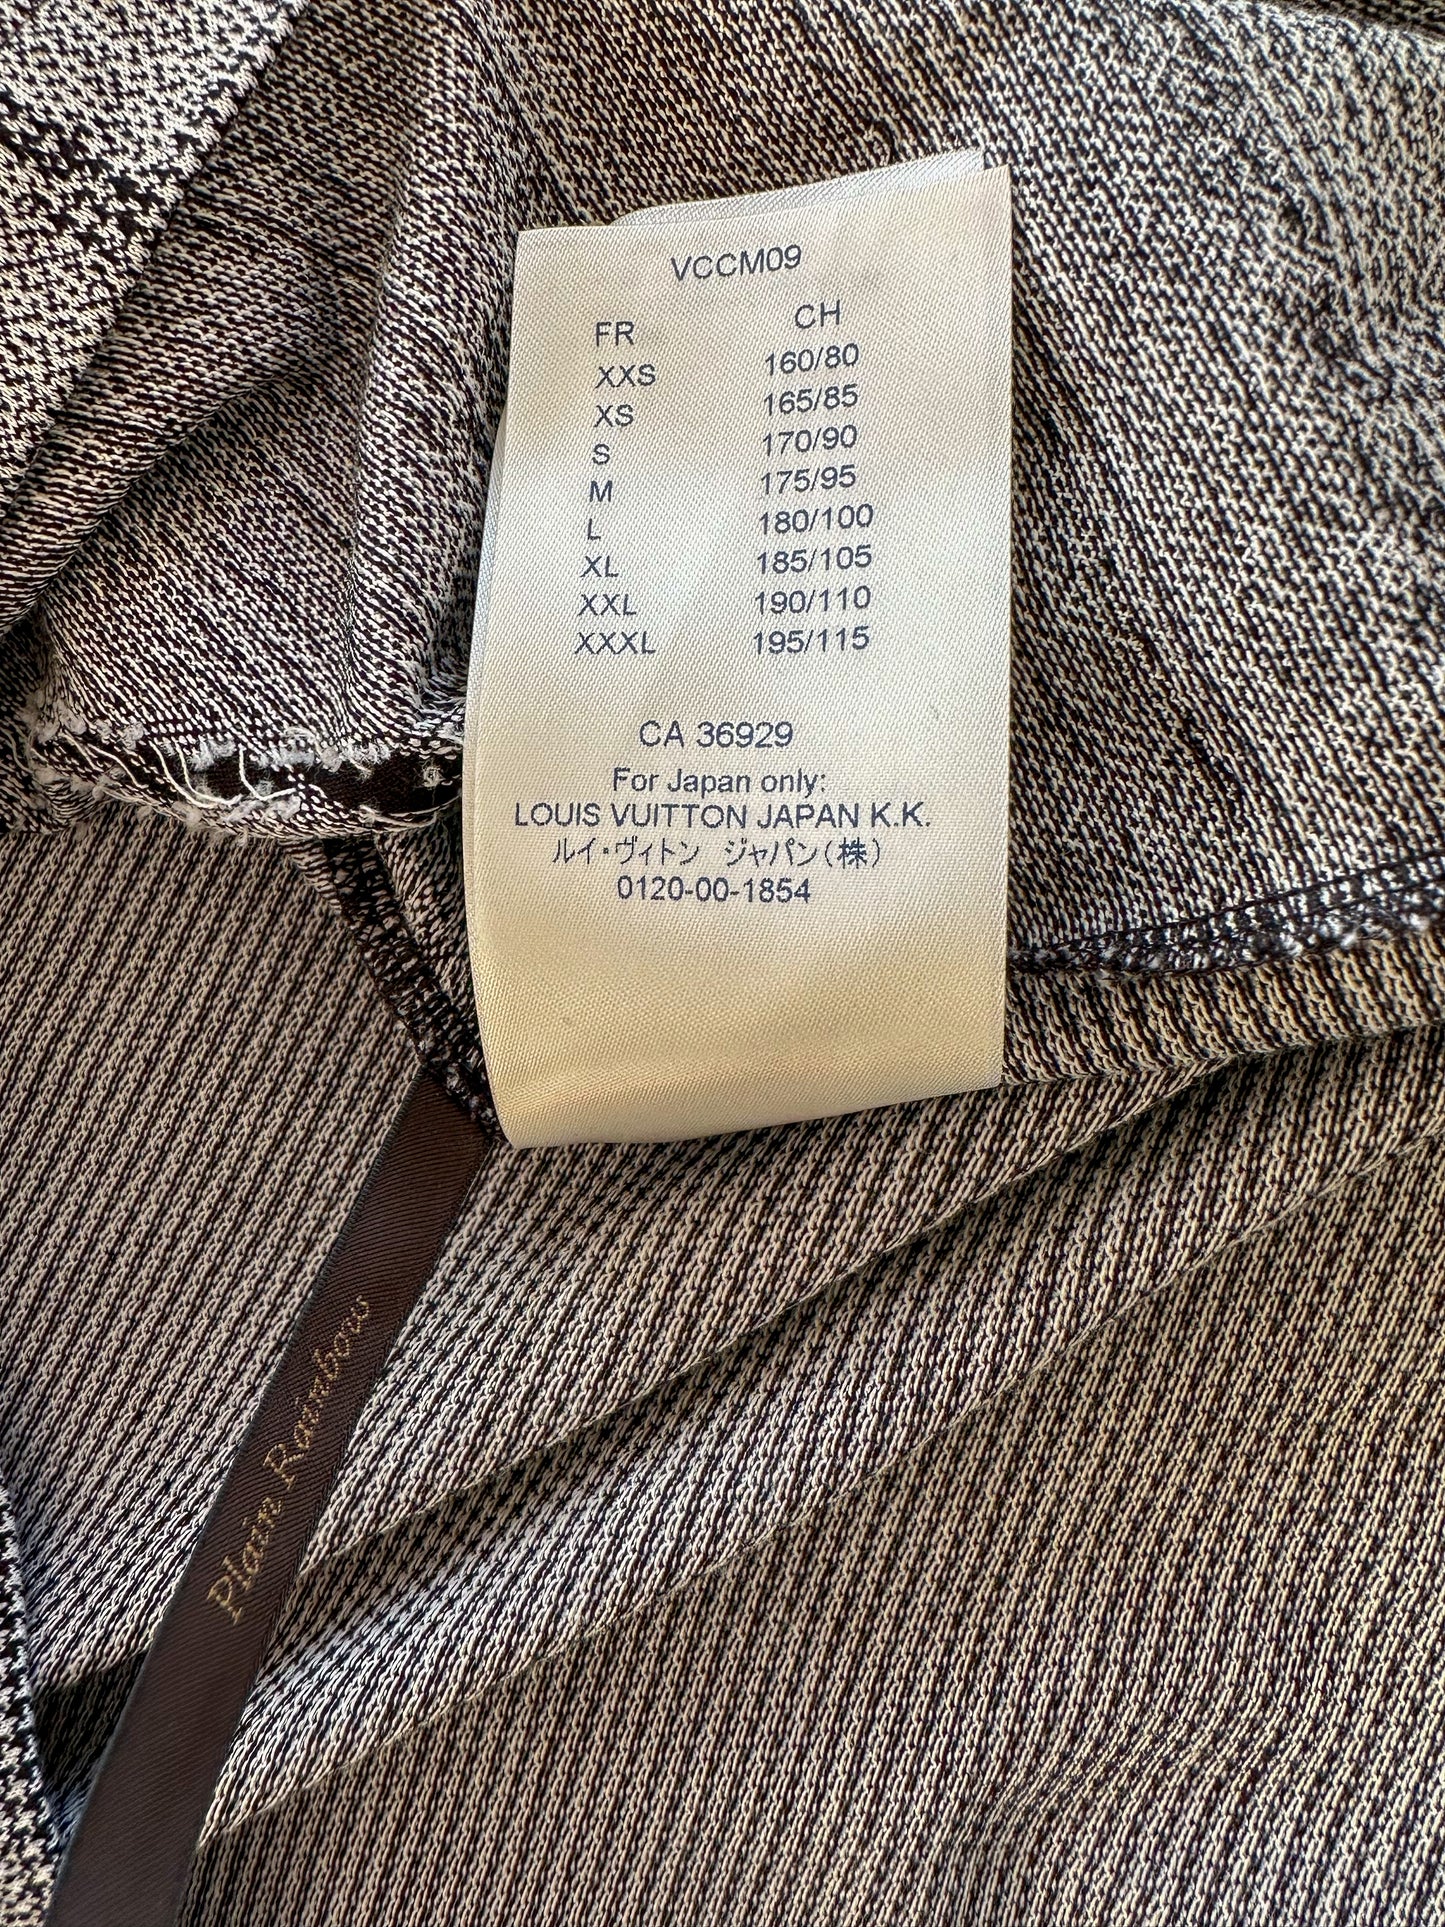 VCCM09
FR CH
XXS 160/80
XS 165/85
S 170/90
M 175/95
L 180/100
XL 185/105
XXL 190/110
XXXL 195/115
CA 36929
For Japan only:
LOUIS VUITTON JAPAN K.K.
ルイ・ヴィトン ジャパン(株)
0120-00-1854
Plain Rainbow